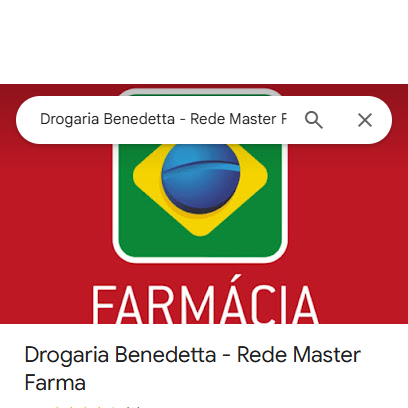 Drogaria Benedetta - Rede Master F
FARMÁCIA
Drogaria Benedetta - Rede Master
Farma